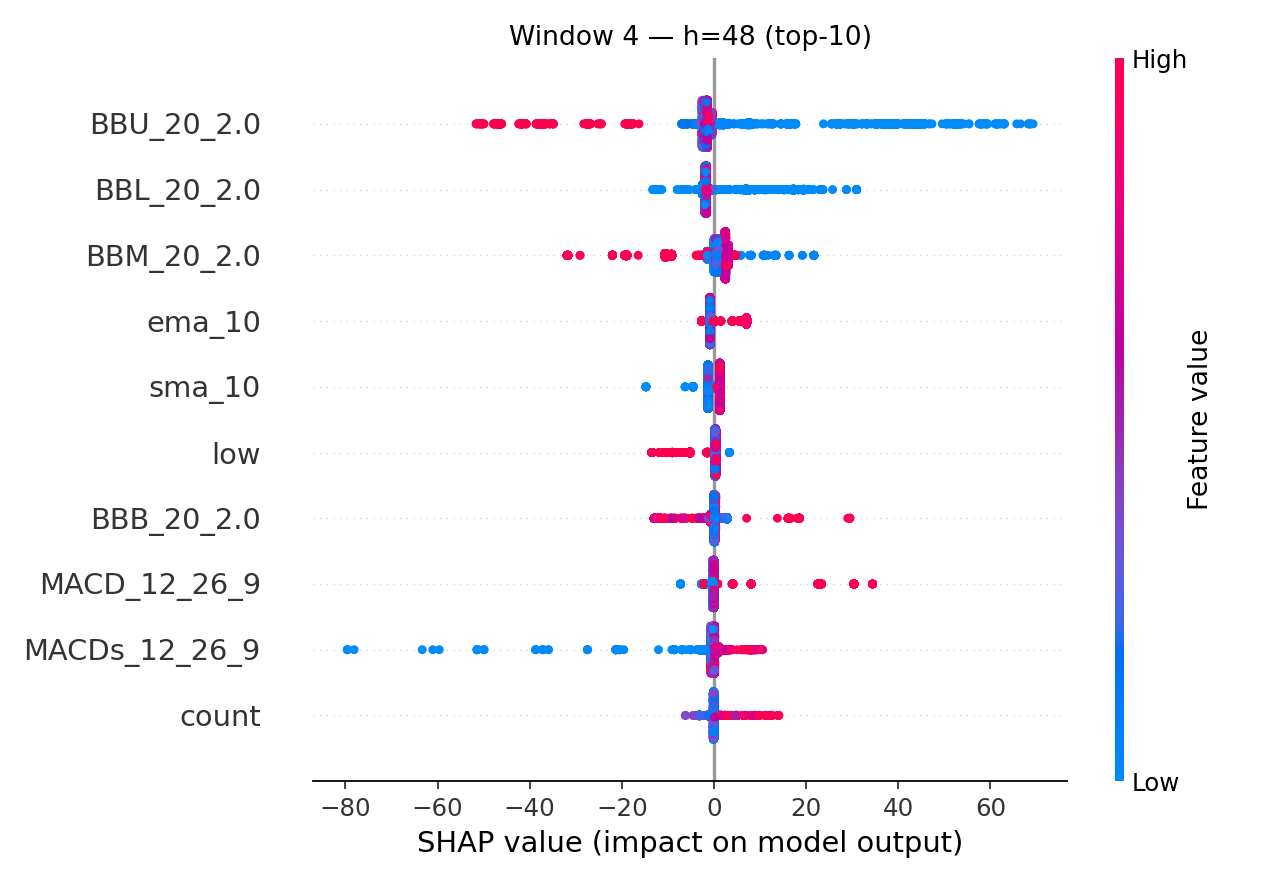 Window 4 — h=48 (top-10)
High
BBU_20_2.0
BBL_20_2.0
BBM_20_2.0
ema_10
sma_10
low
BBB_20_2.0
MACD_12_26_9
MACDs_12_26_9
count
Feature value
Low
−80 −60 −40 −20 0 20 40 60
SHAP value (impact on model output)